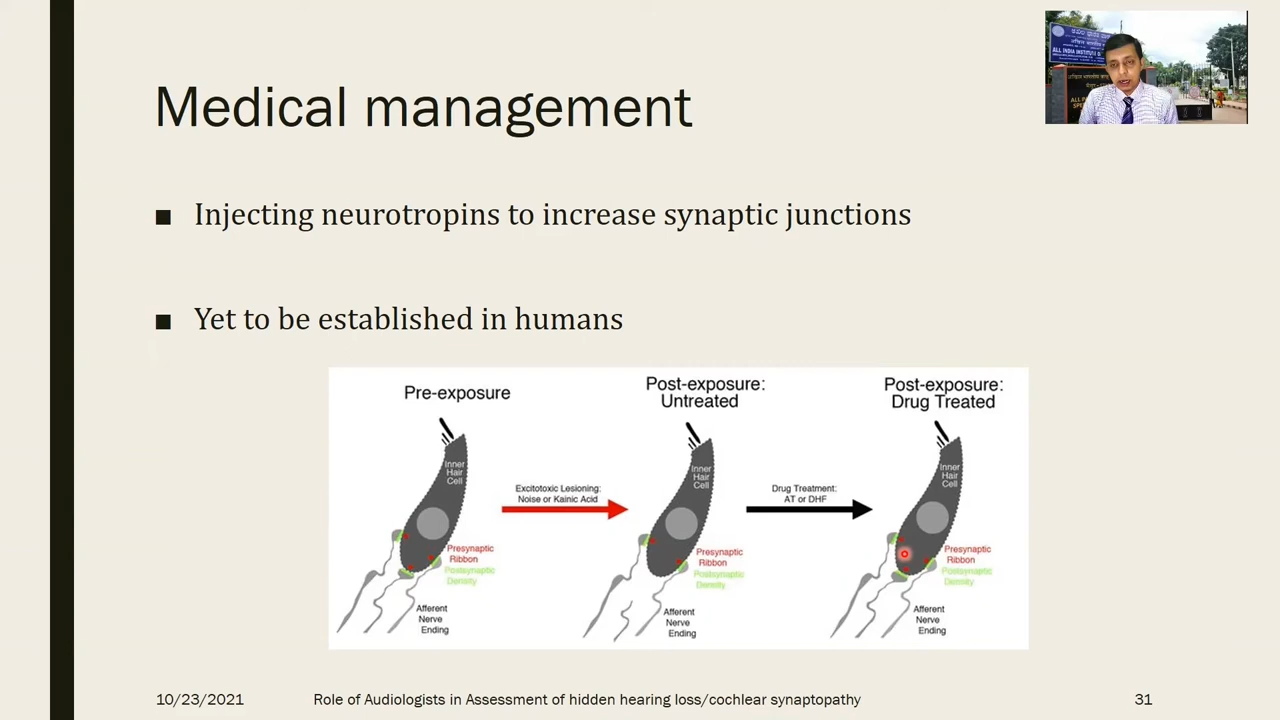 ALL INDIA INSTITUTE O
Medical management
Injecting neurotropins to increase synaptic junctions
Yet to be established in humans
Pre-exposure
Post-exposure:
Untreated
Post-exposure:
Drug Treated
Inner
Hair
Cell
Excitotoxic Lesioning:
Noise or Kainic Acid
Inner
Hair
Cell
Drug Treatment:
AT or DHF
Inner
Hair
Cell
Presynaptic
Ribbon
Postsynaptic
Density
Afferent
Nerve
Ending
Presynaptic
Ribbon
Postsynaptic
Density
Afferent
Nerve
Ending
Presynaptic
Ribbon
Postsynaptic
Density
Afferent
Nerve
Ending
10/23/2021
Role of Audiologists in Assessment of hidden hearing loss/cochlear synaptopathy
31